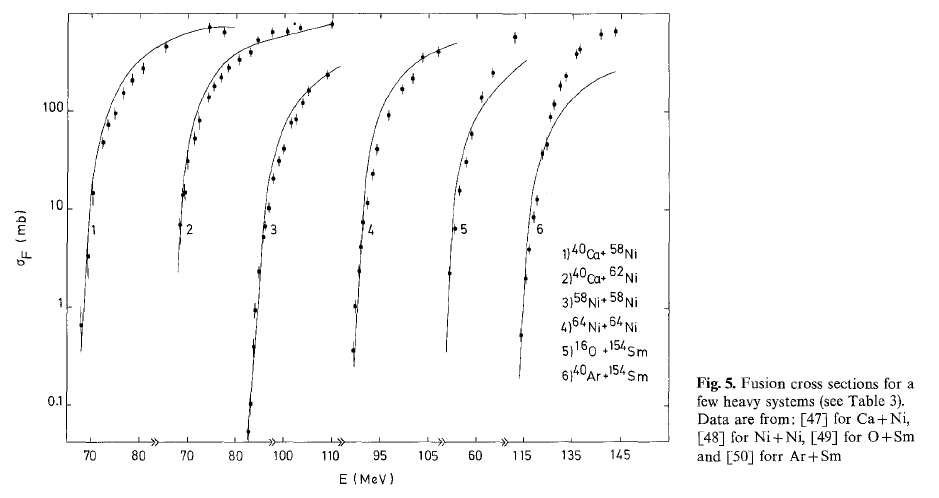 100
10
1
0.1
σF (mb)
1
2
3
4
5
6
1)40Ca+ 58Ni
2)40Ca+ 62Ni
3)58Ni+ 58Ni
4)64Ni+ 64Ni
5)16O +154Sm
6)40Ar+154Sm
70 80 70 80 90 100 110 95 105 60 70 115 135 145
E (MeV)
Fig. 5. Fusion cross sections for a
few heavy systems (see Table 3).
Data are from: [47] for Ca+Ni,
[48] for Ni+Ni, [49] for O+Sm
and [50] forr Ar+Sm